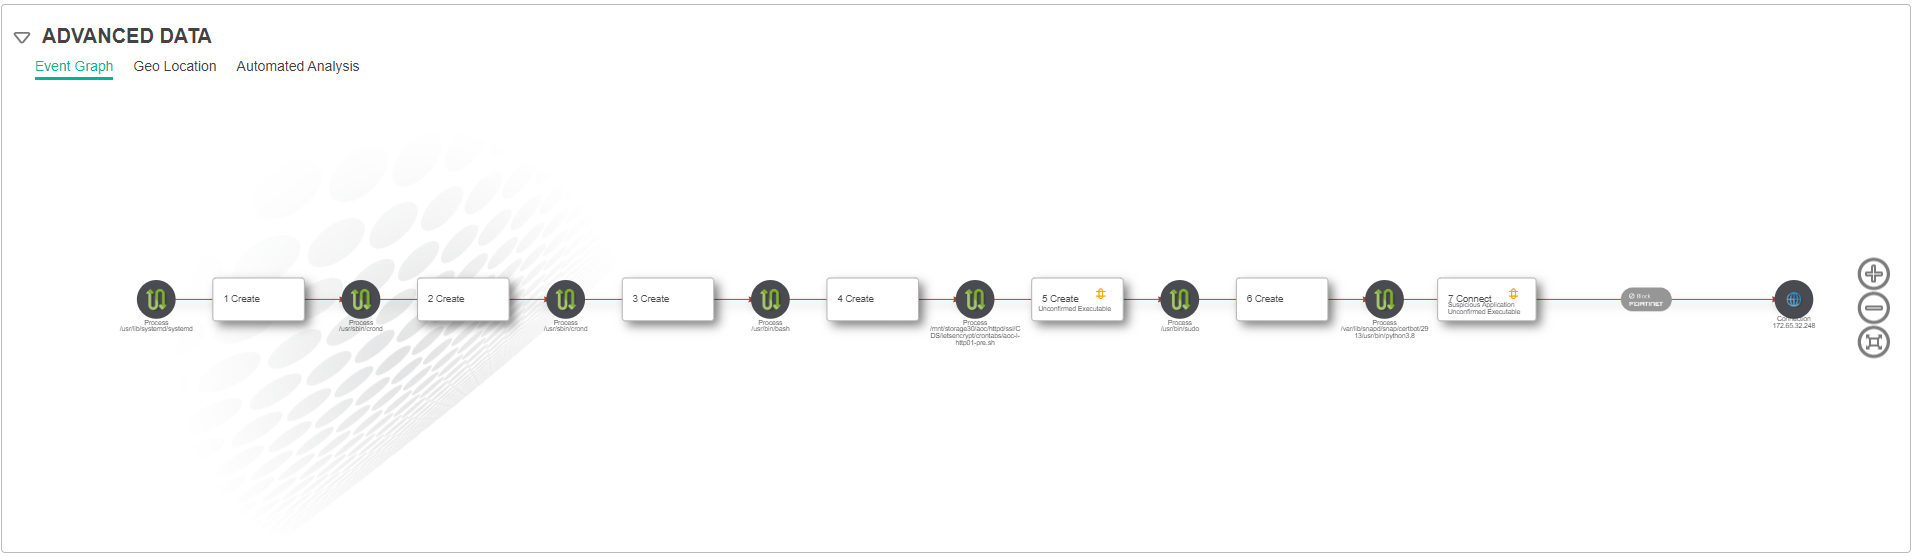 ADVANCED DATA
Event Graph
Geo Location
Automated Analysis
Process
/usr/lib/systemd/systemd
1 Create
Process
/usr/sbin/crond
2 Create
Process
/usr/sbin/crond
3 Create
Process
/usr/bin/bash
4 Create
Process
/mnt/storage30/aoc/httpd/ssl/C
DS/letsencrypt/crontabs/aoc-i-
http01-pre.sh
5 Create
Unconfirmed Executable
Process
/usr/bin/sudo
6 Create
Process
/var/lib/snapd/snap/certbot/29
13/usr/bin/python3.8
7 Connect
Suspicious Application
Unconfirmed Executable
Block
FORTINET
Connection
172.65.32.248